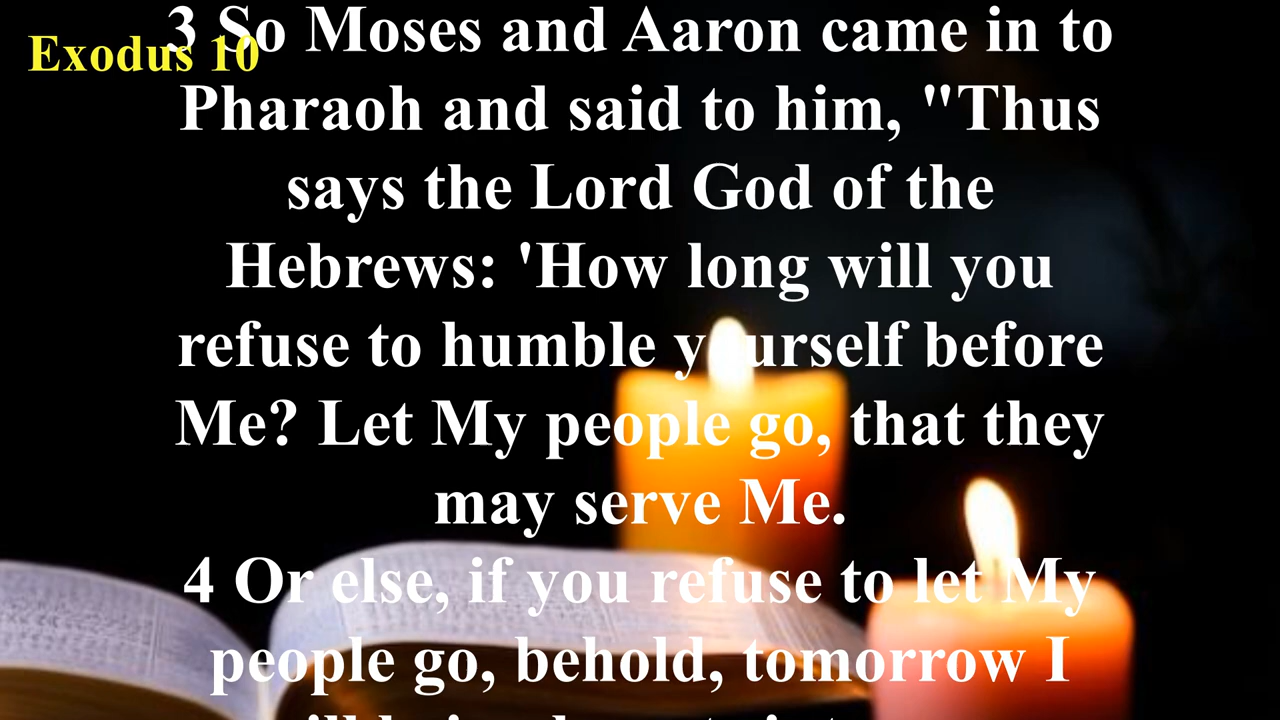 Exodus 10
3 So Moses and Aaron came in to
Pharaoh and said to him, "Thus
says the Lord God of the
Hebrews: 'How long will you
refuse to humble yourself before
Me? Let My people go, that they
may serve Me.
4 Or else, if you refuse to let My
people go, behold, tomorrow I